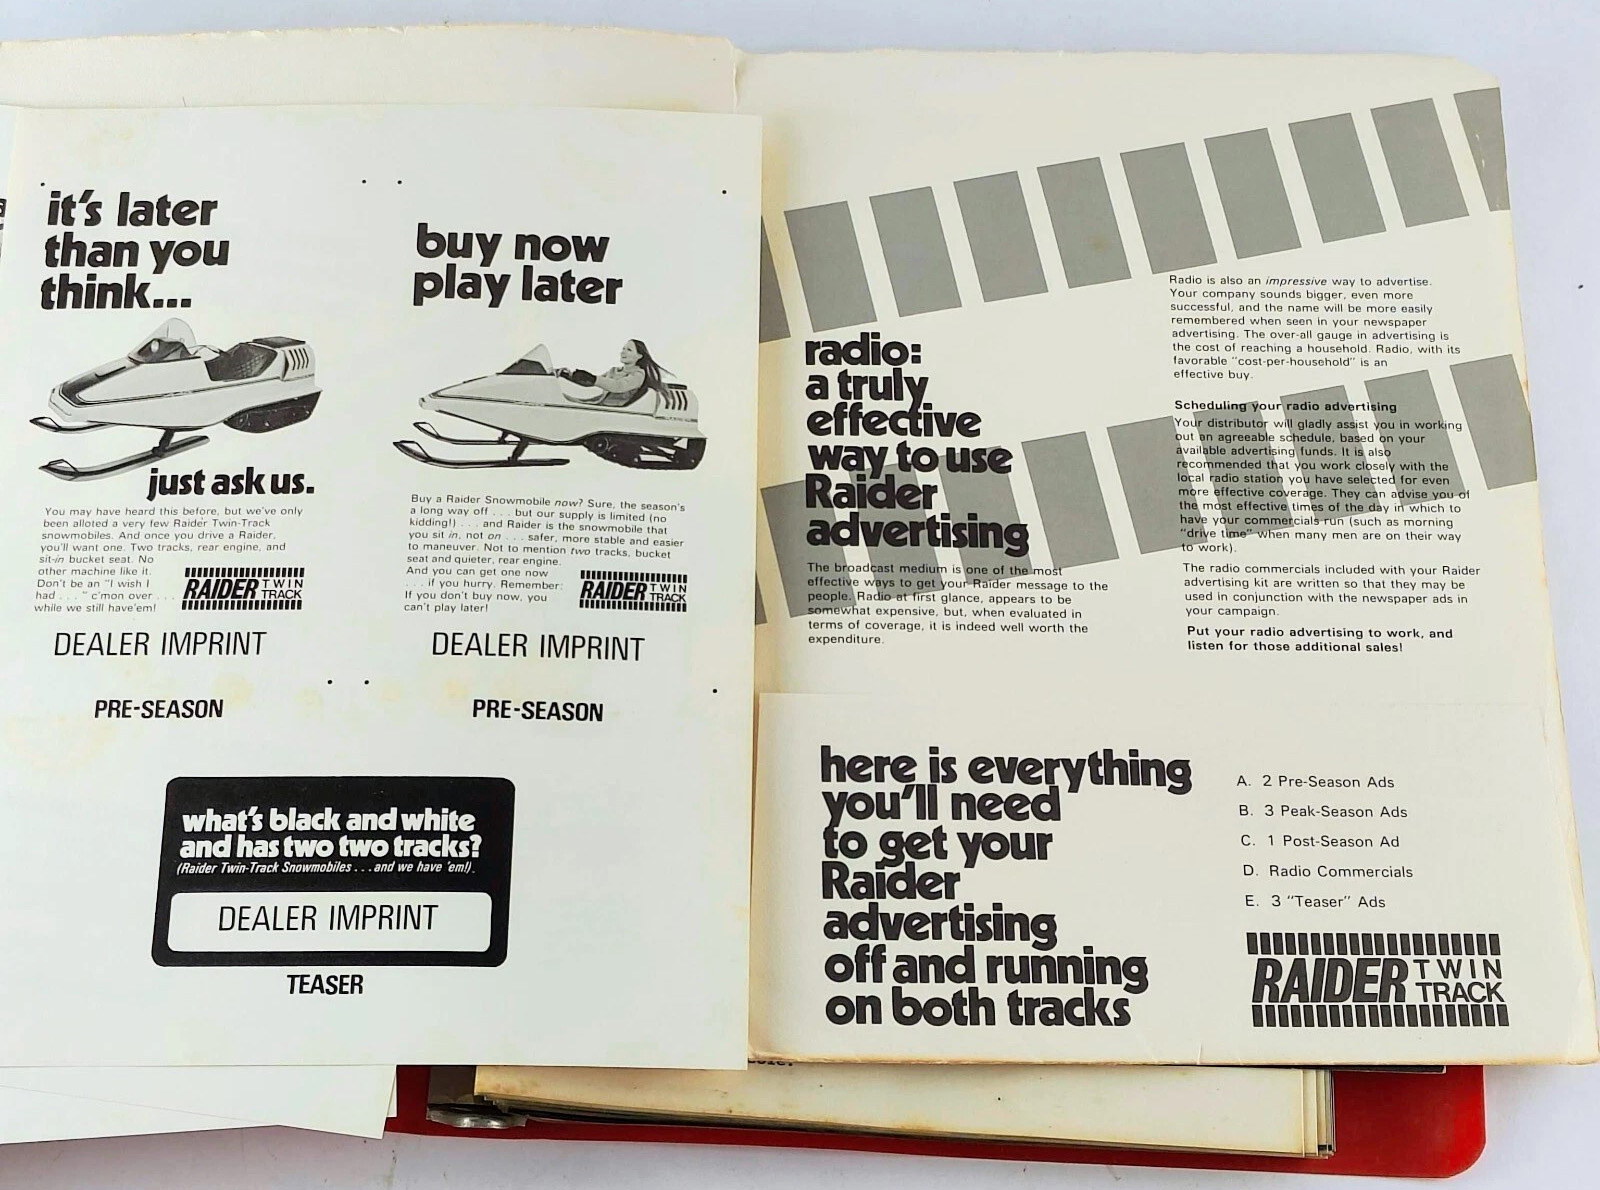 it's later
than you
think...
just ask us.
You may have heard this before, but we've only
been alloted a very few Raider Twin-Track
snowmobiles. And once you drive a Raider,
you'll want one. Two tracks, rear engine, and
sit-in bucket seat. No
other machine like it.
Don't be an "I wish I
had . . ." c'mon over . . .
while we still have'em!
RAIDER TWIN
TRACK
DEALER IMPRINT
PRE-SEASON
buy now
play later
Buy a Raider Snowmobile now? Sure, the season's
a long way off . . . but our supply is limited (no
kidding!) . . . and Raider is the snowmobile that
you sit in, not on . . . safer, more stable and easier
to maneuver. Not to mention two tracks, bucket
seat and quieter, rear engine.
And you can get one now
. . . if you hurry. Remember:
If you don't buy now, you
can't play later!
RAIDER TWIN
TRACK
DEALER IMPRINT
PRE-SEASON
what's black and white
and has two two tracks?
(Raider Twin-Track Snowmobiles . . . and we have 'em!)
DEALER IMPRINT
TEASER
radio:
a truly
effective
way to use
Raider
advertising
The broadcast medium is one of the most
effective ways to get your Raider message to the
people. Radio at first glance, appears to be
somewhat expensive, but, when evaluated in
terms of coverage, it is indeed well worth the
expenditure.
Radio is also an impressive way to advertise.
Your company sounds bigger, even more
successful, and the name will be more easily
remembered when seen in your newspaper
advertising. The over-all gauge in advertising is
the cost of reaching a household. Radio, with its
favorable "cost-per-household" is an
effective buy.
Scheduling your radio advertising
Your distributor will gladly assist you in working
out an agreeable schedule, based on your
available advertising funds. It is also
recommended that you work closely with the
local radio station you have selected for even
more effective coverage. They can advise you of
the most effective times of the day in which to
have your commercials run (such as morning
"drive time" when many men are on their way
to work).
The radio commercials included with your Raider
advertising kit are written so that they may be
used in conjunction with the newspaper ads in
your campaign.
Put your radio advertising to work, and
listen for those additional sales!
here is everything
you'll need
to get your
Raider
advertising
off and running
on both tracks
A. 2 Pre-Season Ads
B. 3 Peak-Season Ads
C. 1 Post-Season Ad
D. Radio Commercials
E. 3 "Teaser" Ads
RAIDER TWIN
TRACK